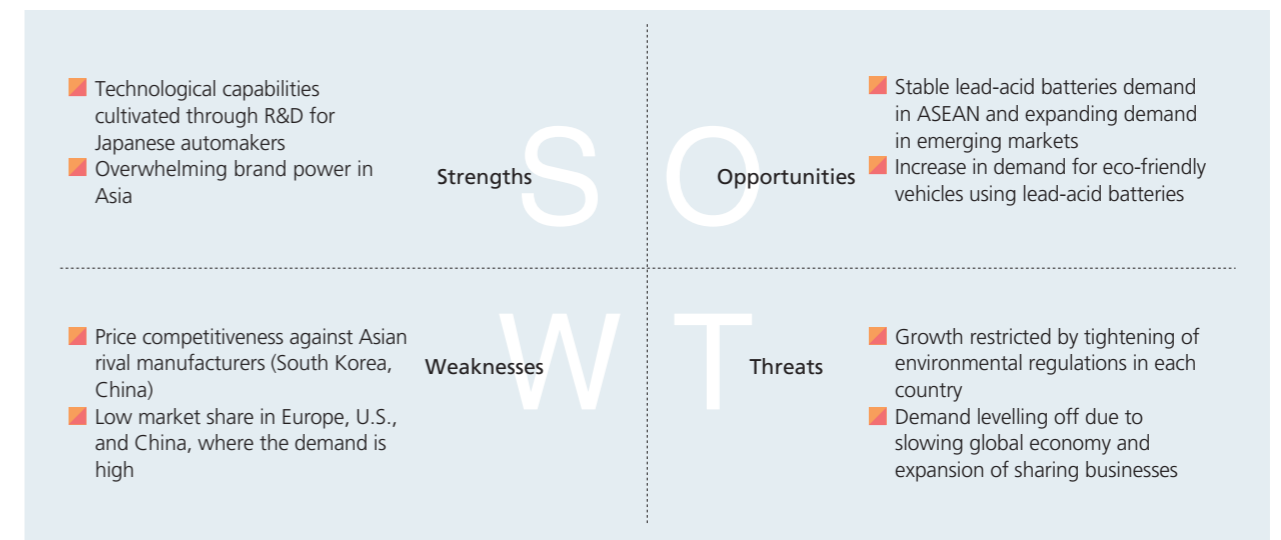 Technological capabilities
cultivated through R&D for
Japanese automakers
Overwhelming brand power in
Asia
Strengths
S
O
Opportunities
Stable lead-acid batteries demand
in ASEAN and expanding demand
in emerging markets
Increase in demand for eco-friendly
vehicles using lead-acid batteries
Price competitiveness against Asian
rival manufacturers (South Korea,
China)
Low market share in Europe, U.S.,
and China, where the demand is
high
Weaknesses
W
T
Threats
Growth restricted by tightening of
environmental regulations in each
country
Demand levelling off due to
slowing global economy and
expansion of sharing businesses